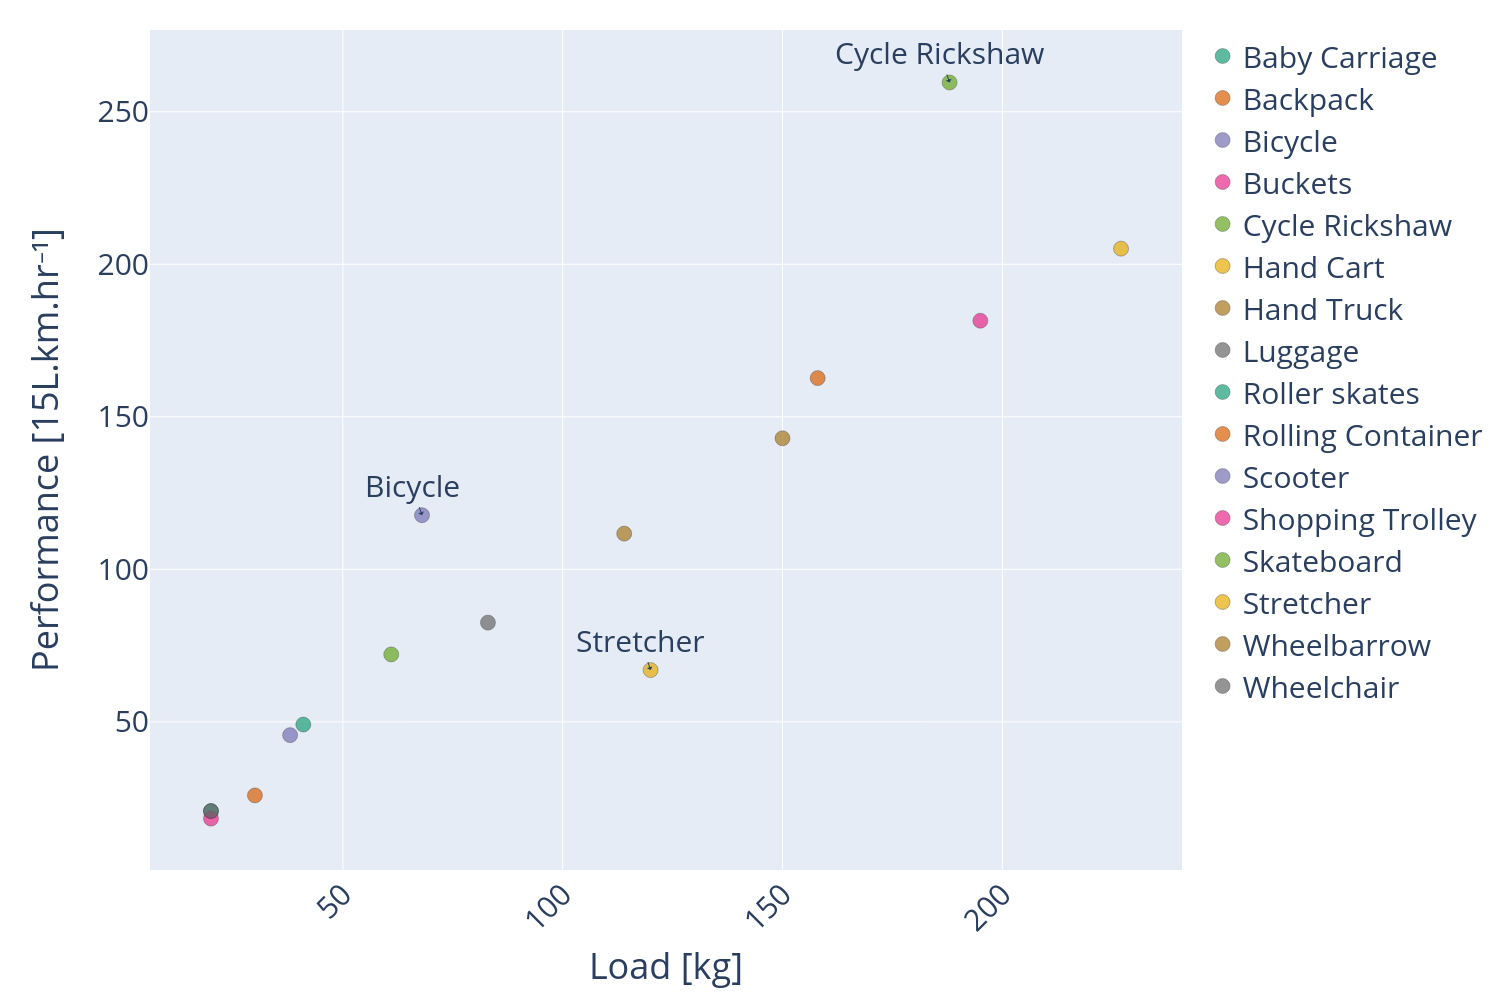 Performance [15L.km.hr⁻¹]
250
200
150
100
50
Cycle Rickshaw
Bicycle
Stretcher
50
100
150
200
Load [kg]
Baby Carriage
Backpack
Bicycle
Buckets
Cycle Rickshaw
Hand Cart
Hand Truck
Luggage
Roller skates
Rolling Container
Scooter
Shopping Trolley
Skateboard
Stretcher
Wheelbarrow
Wheelchair